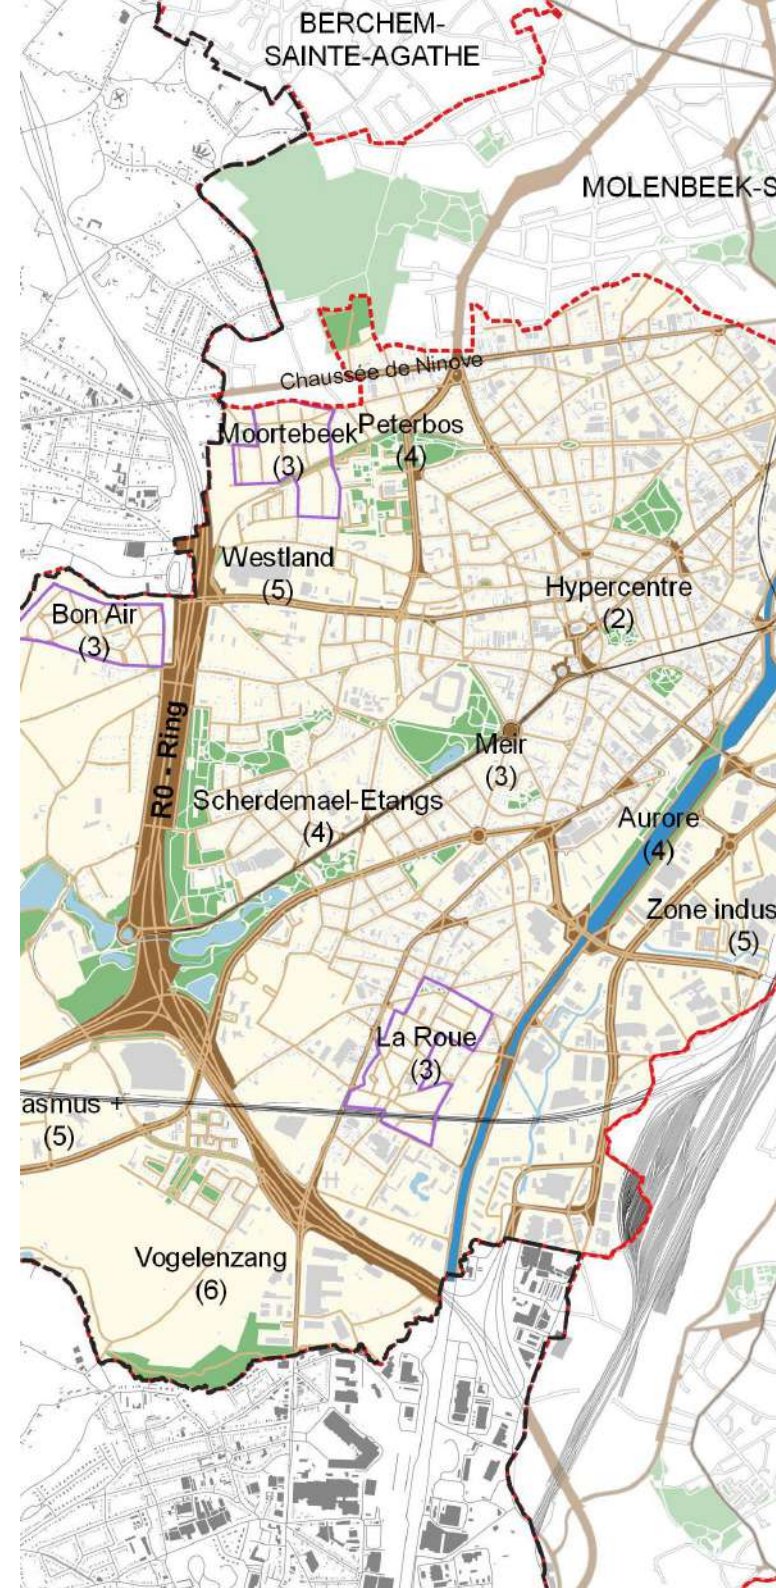 BERCHEM-
SAINTE-AGATHE
MOLENBEEK-S
Chaussée de Ninove
Moortebeek
(3)
Peterbos
(4)
Westland
(5)
Hypercentre
(2)
Bon Air
(3)
R0 - Ring
Meir
(3)
Scherdemael-Etangs
(4)
Aurore
(4)
Zone indus
(5)
La Roue
(3)
asmus +
(5)
Vogelenzang
(6)